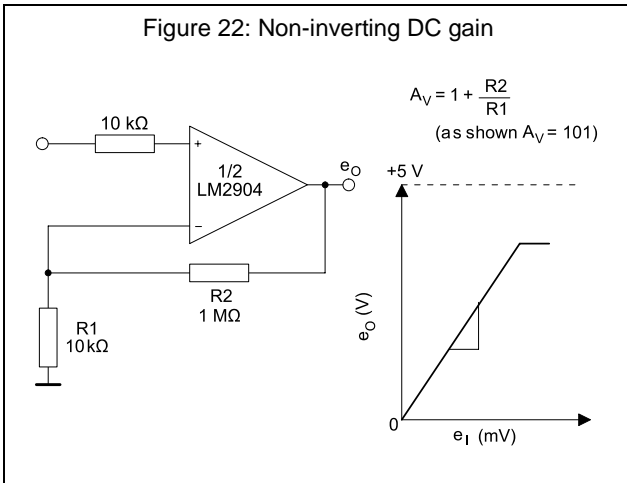 Figure 22: Non-inverting DC gain
A_V = 1 + R2/R1
(as shown A_V = 101)
10 kΩ
+
1/2
LM2904
e_O
−
R2
1 MΩ
R1
10kΩ
+5 V
e_O (V)
0
e_I (mV)